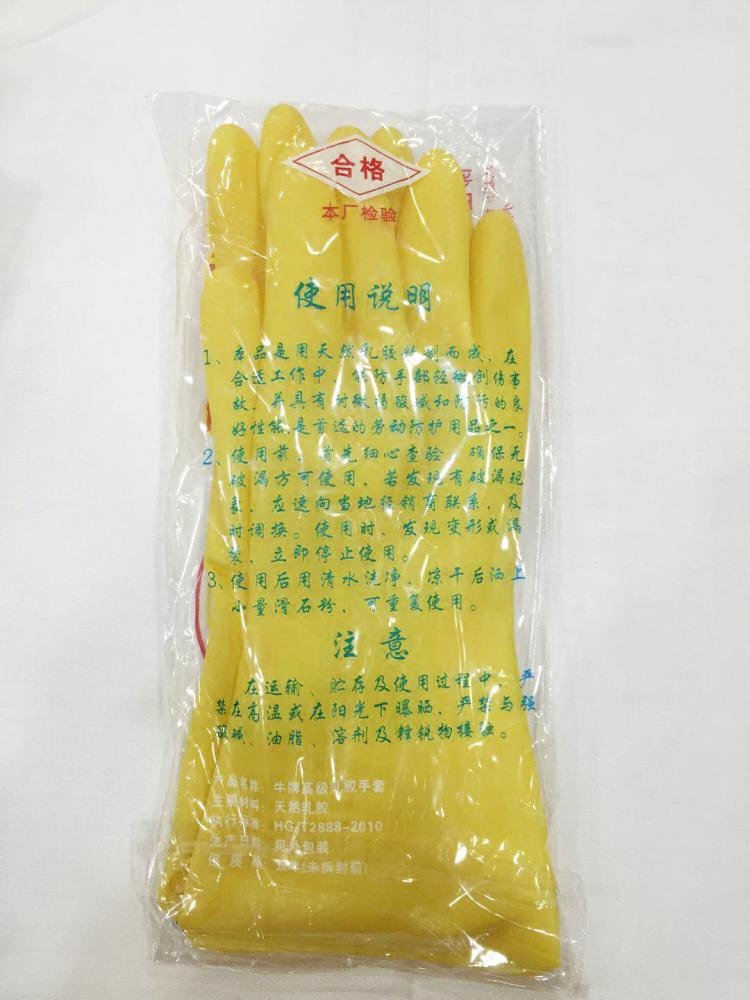 合格
本厂检验
使用说明
1、本品是用天然乳胶精制而成，在
合适工作中，能防手部轻微创伤事
故，并具有耐撕揭酸碱和防污的良
好性能，是首选的劳动防护用品之一。
2、使用前，首先细心查验，确保无
破漏方可使用，若发现有破漏现
象，应速向当地经销商联系，及
时调换。使用时，发现变形或漏
裂，立即停止使用。
3、使用后用清水洗净，凉干后洒上
小量滑石粉，可重复使用。
注意
在运输、贮存及使用过程中，严
禁在高温或在阳光下曝晒，严禁与强
酸碱、油脂、溶剂及锋锐物接触。
产品名称：牛牌高级乳胶手套
主要材料：天然乳胶
执行标准：HG/T2888-2010
生产日期：见外包装
保质期：五年(未拆封前)